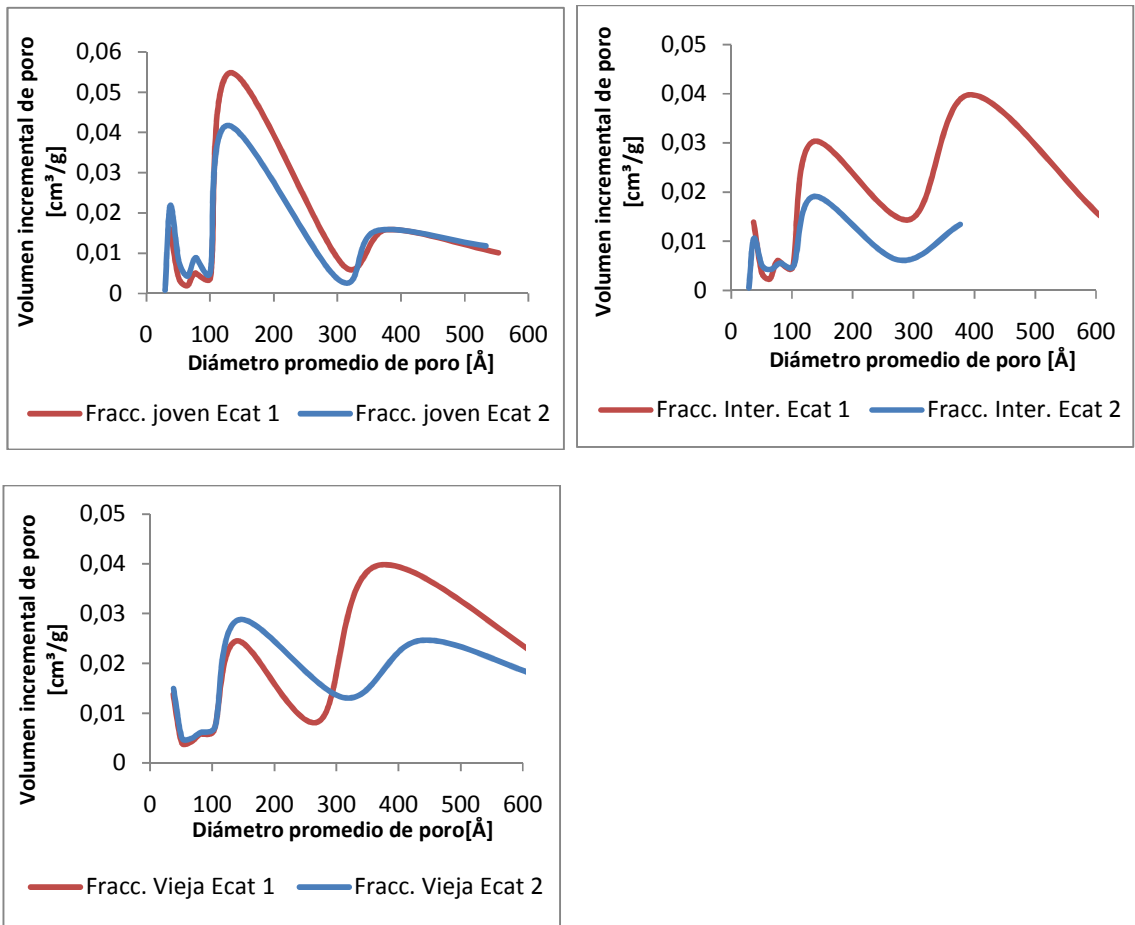 Volumen incremental de poro
[cm³/g]
0,06
0,05
0,04
0,03
0,02
0,01
0
0 100 200 300 400 500 600
Diámetro promedio de poro [Å]
Fracc. joven Ecat 1 Fracc. joven Ecat 2
Volumen incremental de poro
[cm³/g]
0,05
0,04
0,03
0,02
0,01
0
0 100 200 300 400 500 600
Diámetro promedio de poro [Å]
Fracc. Inter. Ecat 1 Fracc. Inter. Ecat 2
Volumen incremental de poro
[cm³/g]
0,05
0,04
0,03
0,02
0,01
0
0 100 200 300 400 500 600
Diámetro promedio de poro[Å]
Fracc. Vieja Ecat 1 Fracc. Vieja Ecat 2